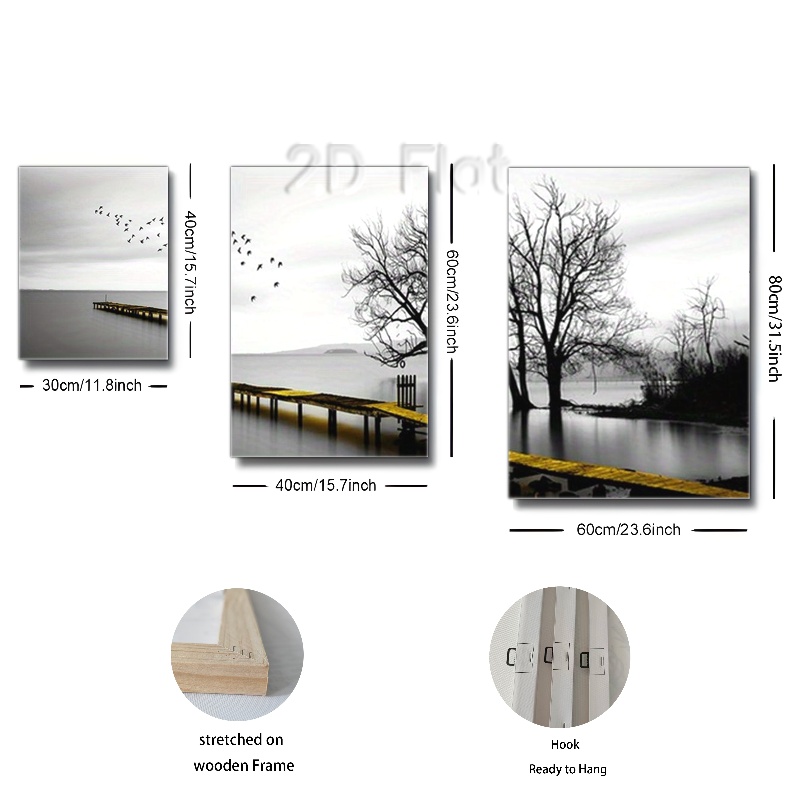 2D Flat
40cm/15.7inch
60cm/23.6inch
80cm/31.5inch
30cm/11.8inch
40cm/15.7inch
60cm/23.6inch
stretched on
wooden Frame
Hook
Ready to Hang